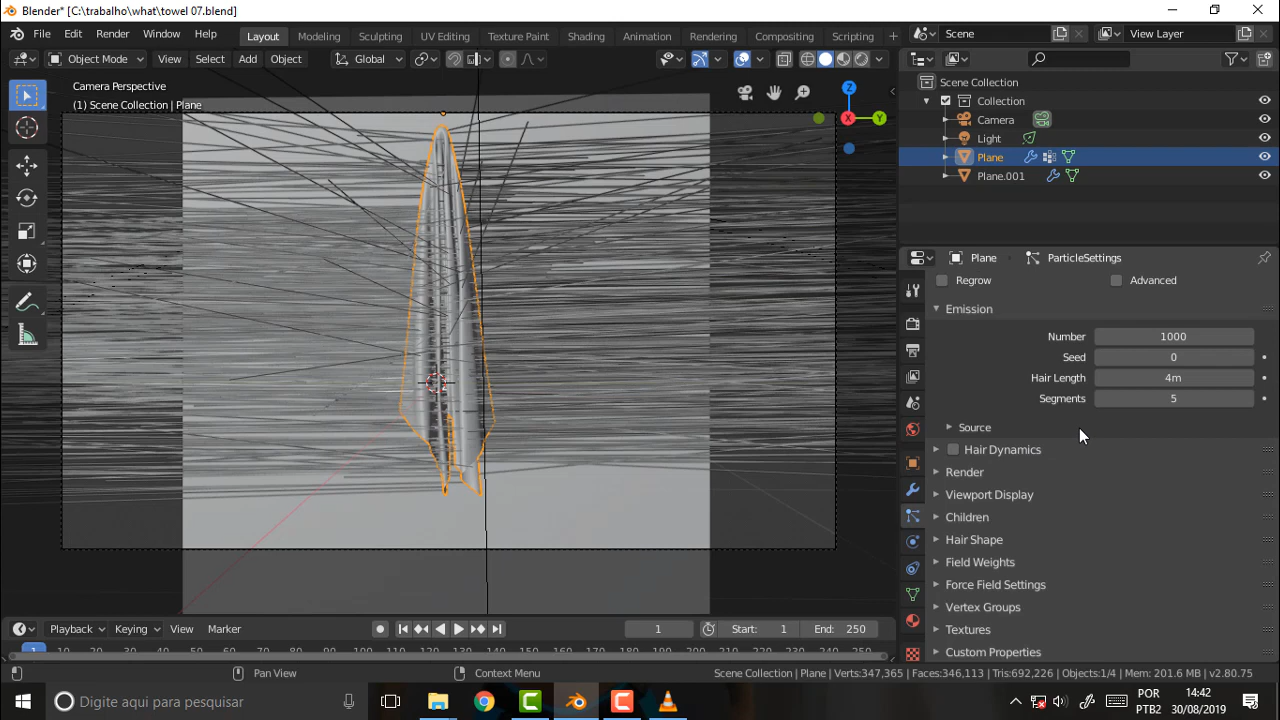 Blender* [C:\trabalho\what\towel 07.blend]
File Edit Render Window Help Layout Modeling Sculpting UV Editing Texture Paint Shading Animation Rendering Compositing Scripting + Scene View Layer
Object Mode View Select Add Object Global
Camera Perspective
(1) Scene Collection | Plane
Z
X
Y
Scene Collection
Collection
Camera
Light
Plane
Plane.001
Plane ParticleSettings
Regrow Advanced
Emission
Number 1000
Seed 0
Hair Length 4m
Segments 5
Source
Hair Dynamics
Render
Viewport Display
Children
Hair Shape
Field Weights
Force Field Settings
Vertex Groups
Textures
Custom Properties
Playback Keying View Marker 1 Start: 1 End: 250
Pan View Context Menu Scene Collection | Plane | Verts:347,365 | Faces:346,113 | Tris:692,226 | Objects:1/4 | Mem: 201.6 MB | v2.80.75
Digite aqui para pesquisar
POR
PTB2
14:42
30/08/2019